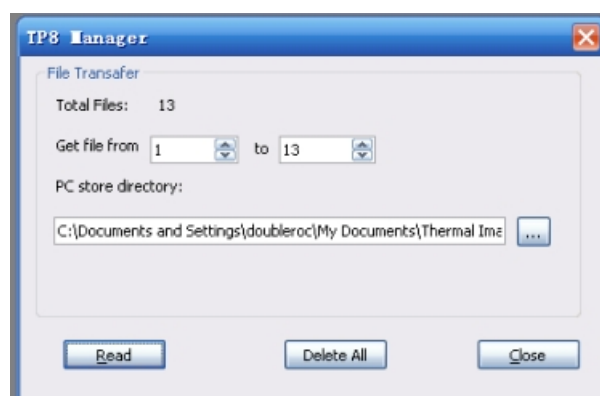 TP8 Manager
File Transafer
Total Files: 13
Get file from 1 to 13
PC store directory:
C:\Documents and Settings\doubleroc\My Documents\Thermal Ima ...
Read Delete All Close